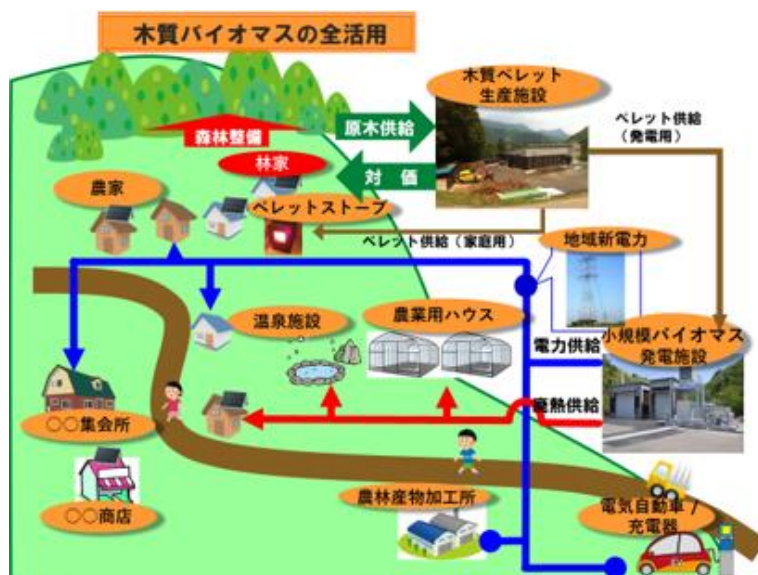 木質バイオマスの全活用
木質ペレット
生産施設
ペレット供給
(発電用)
原木供給
森林整備
林家
対 価
農家
ペレットストーブ
ペレット供給(家庭用)
地域新電力
温泉施設
農業用ハウス
電力供給
小規模バイオマス
発電施設
廃熱供給
○○集会所
○○商店
農林産物加工所
電気自動車 /
充電器